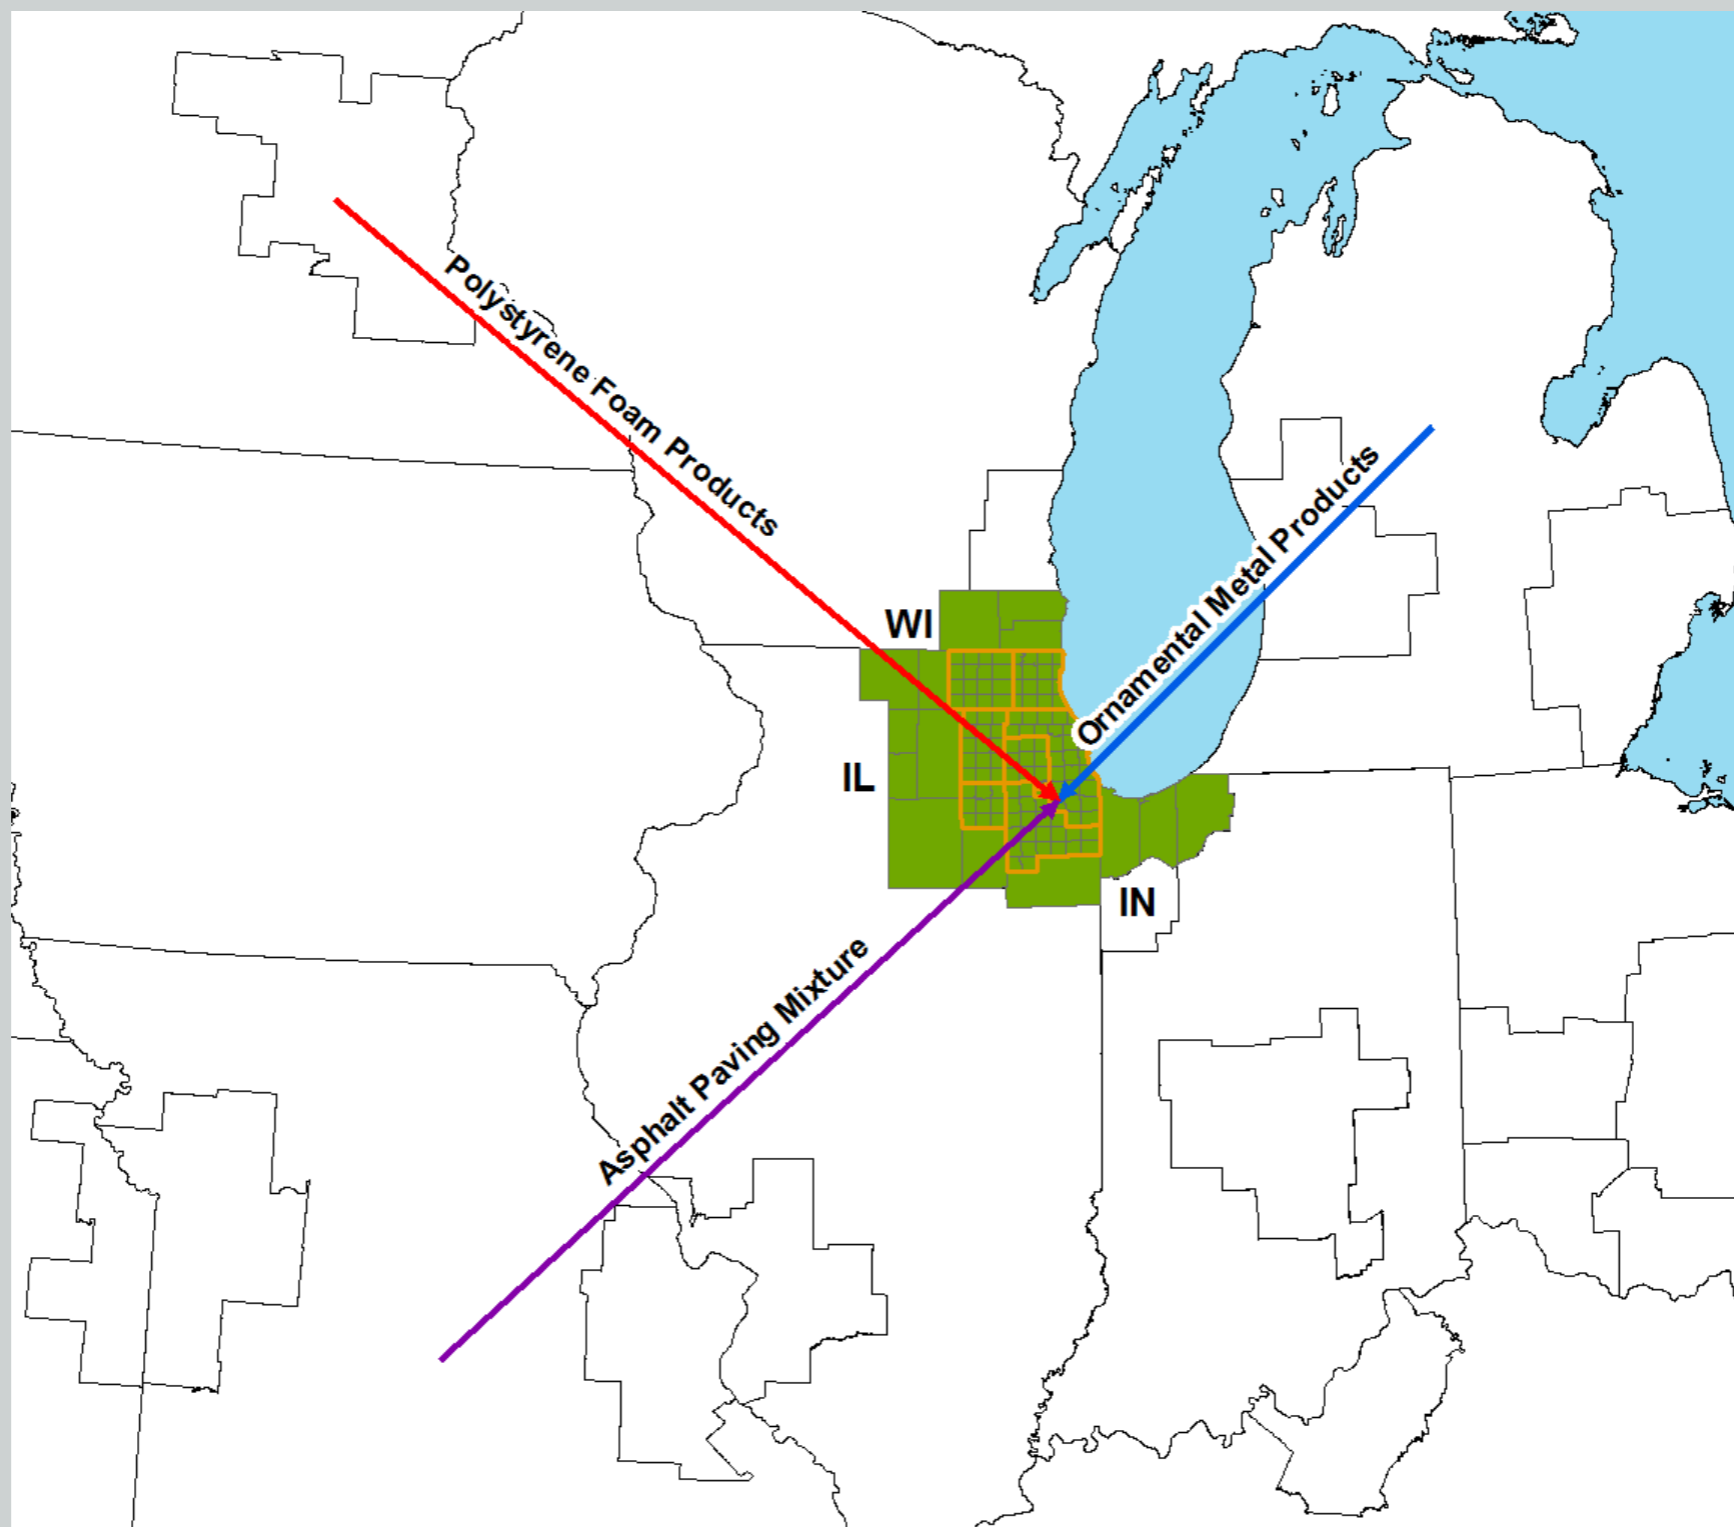 Polystyrene Foam Products
Ornamental Metal Products
WI
IL
IN
Asphalt Paving Mixture